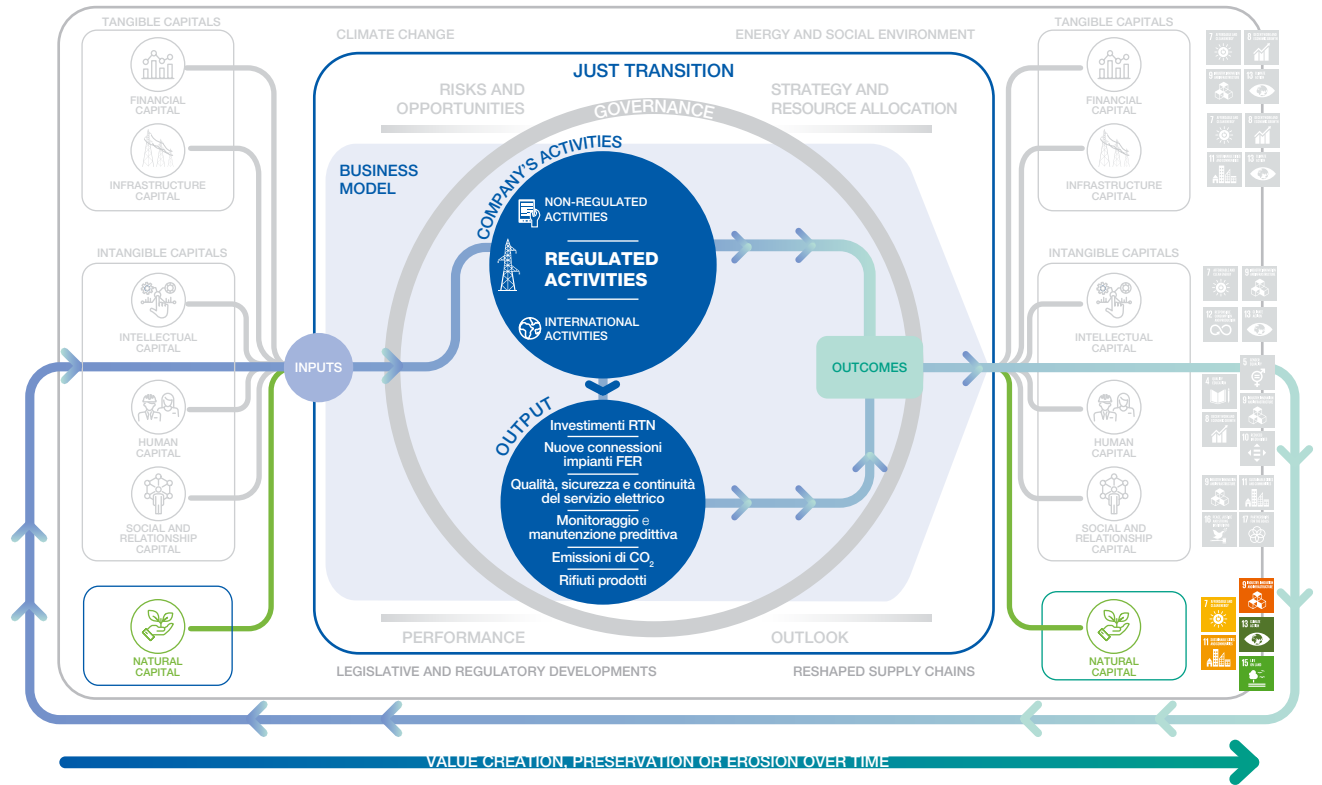 TANGIBLE CAPITALS
FINANCIAL
CAPITAL
INFRASTRUCTURE
CAPITAL
INTANGIBLE CAPITALS
INTELLECTUAL
CAPITAL
HUMAN
CAPITAL
SOCIAL AND
RELATIONSHIP
CAPITAL
NATURAL
CAPITAL
CLIMATE CHANGE
ENERGY AND SOCIAL ENVIRONMENT
JUST TRANSITION
RISKS AND
OPPORTUNITIES
STRATEGY AND
RESOURCE ALLOCATION
GOVERNANCE
BUSINESS
MODEL
COMPANY'S ACTIVITIES
NON-REGULATED
ACTIVITIES
REGULATED
ACTIVITIES
INTERNATIONAL
ACTIVITIES
INPUTS
OUTCOMES
OUTPUT
Investimenti RTN
Nuove connessioni
impianti FER
Qualità, sicurezza e continuità
del servizio elettrico
Monitoraggio e
manutenzione predittiva
Emissioni di CO₂
Rifiuti prodotti
PERFORMANCE
OUTLOOK
LEGISLATIVE AND REGULATORY DEVELOPMENTS
RESHAPED SUPPLY CHAINS
TANGIBLE CAPITALS
FINANCIAL
CAPITAL
INFRASTRUCTURE
CAPITAL
INTANGIBLE CAPITALS
INTELLECTUAL
CAPITAL
HUMAN
CAPITAL
SOCIAL AND
RELATIONSHIP
CAPITAL
NATURAL
CAPITAL
9
7
13
11
15
VALUE CREATION, PRESERVATION OR EROSION OVER TIME